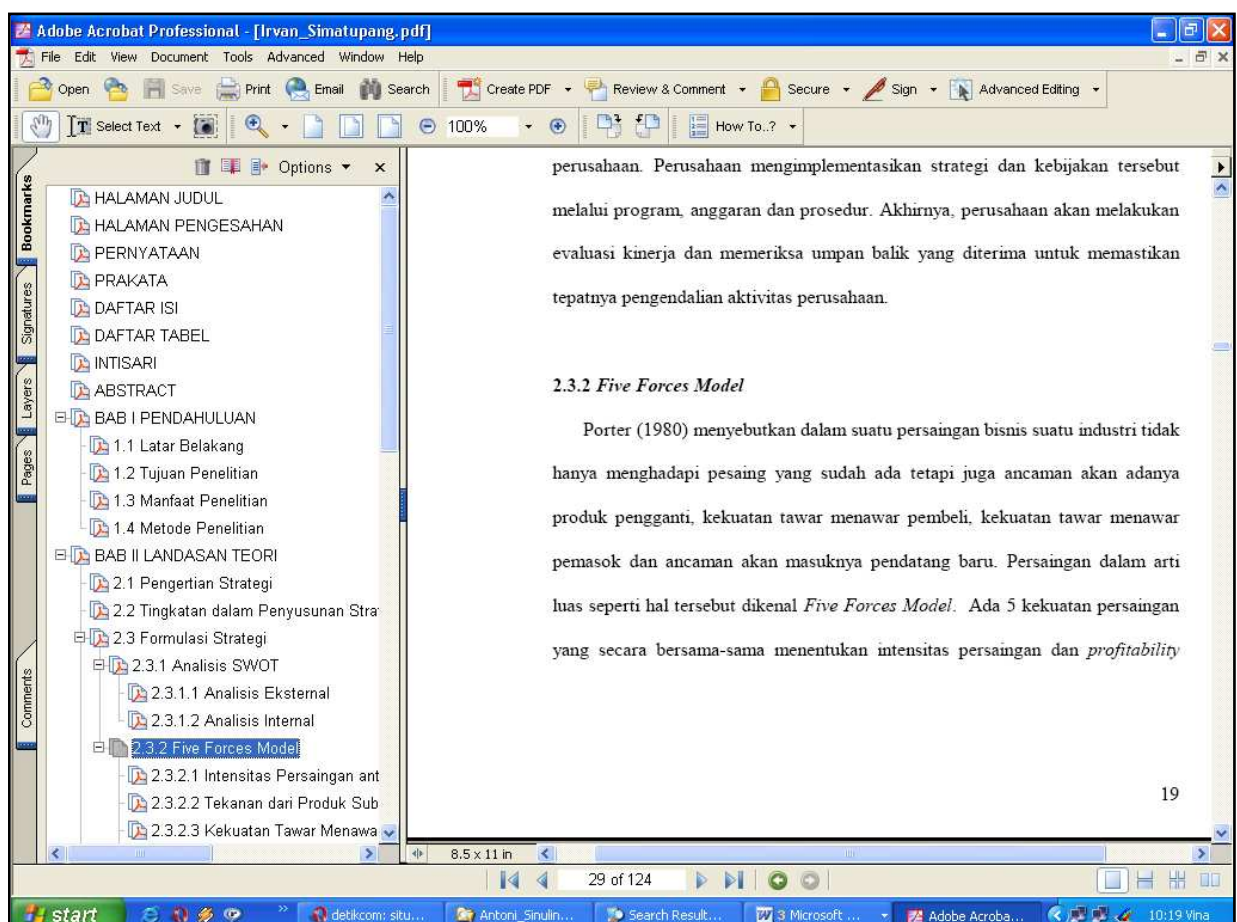 Adobe Acrobat Professional - [Irvan_Simatupang.pdf]
File Edit View Document Tools Advanced Window Help
Open Save Print Email Search Create PDF Review & Comment Secure Sign Advanced Editing
Select Text 100% How To..?
Options
Bookmarks
Signatures
Layers
Pages
Comments
HALAMAN JUDUL
HALAMAN PENGESAHAN
PERNYATAAN
PRAKATA
DAFTAR ISI
DAFTAR TABEL
INTISARI
ABSTRACT
BAB I PENDAHULUAN
1.1 Latar Belakang
1.2 Tujuan Penelitian
1.3 Manfaat Penelitian
1.4 Metode Penelitian
BAB II LANDASAN TEORI
2.1 Pengertian Strategi
2.2 Tingkatan dalam Penyusunan Stra
2.3 Formulasi Strategi
2.3.1 Analisis SWOT
2.3.1.1 Analisis Eksternal
2.3.1.2 Analisis Internal
2.3.2 Five Forces Model
2.3.2.1 Intensitas Persaingan ant
2.3.2.2 Tekanan dari Produk Sub
2.3.2.3 Kekuatan Tawar Menawa
perusahaan. Perusahaan mengimplementasikan strategi dan kebijakan tersebut
melalui program, anggaran dan prosedur. Akhirnya, perusahaan akan melakukan
evaluasi kinerja dan memeriksa umpan balik yang diterima untuk memastikan
tepatnya pengendalian aktivitas perusahaan.
2.3.2 Five Forces Model
Porter (1980) menyebutkan dalam suatu persaingan bisnis suatu industri tidak
hanya menghadapi pesaing yang sudah ada tetapi juga ancaman akan adanya
produk pengganti, kekuatan tawar menawar pembeli, kekuatan tawar menawar
pemasok dan ancaman akan masuknya pendatang baru. Persaingan dalam arti
luas seperti hal tersebut dikenal Five Forces Model. Ada 5 kekuatan persaingan
yang secara bersama-sama menentukan intensitas persaingan dan profitability
19
8.5 x 11 in
29 of 124
start detikcom: situ... Antoni_Sinulin... Search Result... 3 Microsoft ... Adobe Acroba... 10:19 Vina